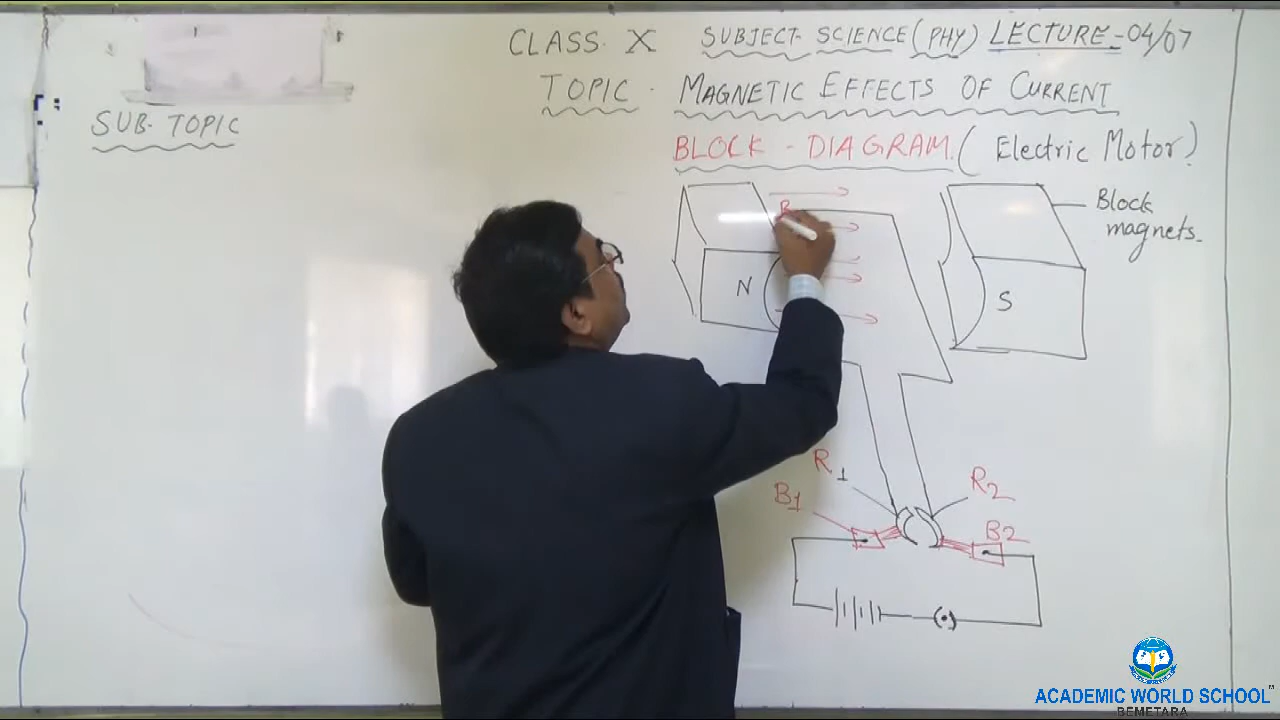 CLASS. X SUBJECT- SCIENCE (PHY) LECTURE - 04/07
TOPIC - MAGNETIC EFFECTS OF CURRENT
SUB- TOPIC
BLOCK - DIAGRAM. ( Electric Motor)
Block
magnets.
B
N
S
R1
R2
B1
B2
ACADEMIC WORLD SCHOOL™
BEMETARA